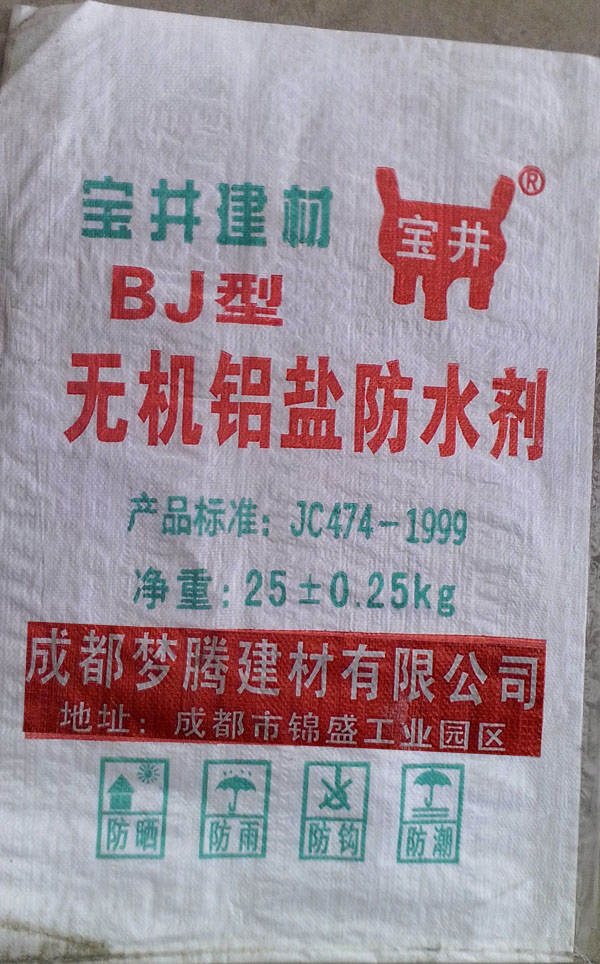 宝井建材
宝井®
BJ型
无机铝盐防水剂
产品标准：JC474-1999
净重：25±0.25kg
成都梦腾建材有限公司
地址：成都市锦盛工业园区
防晒 防雨 防钩 防潮